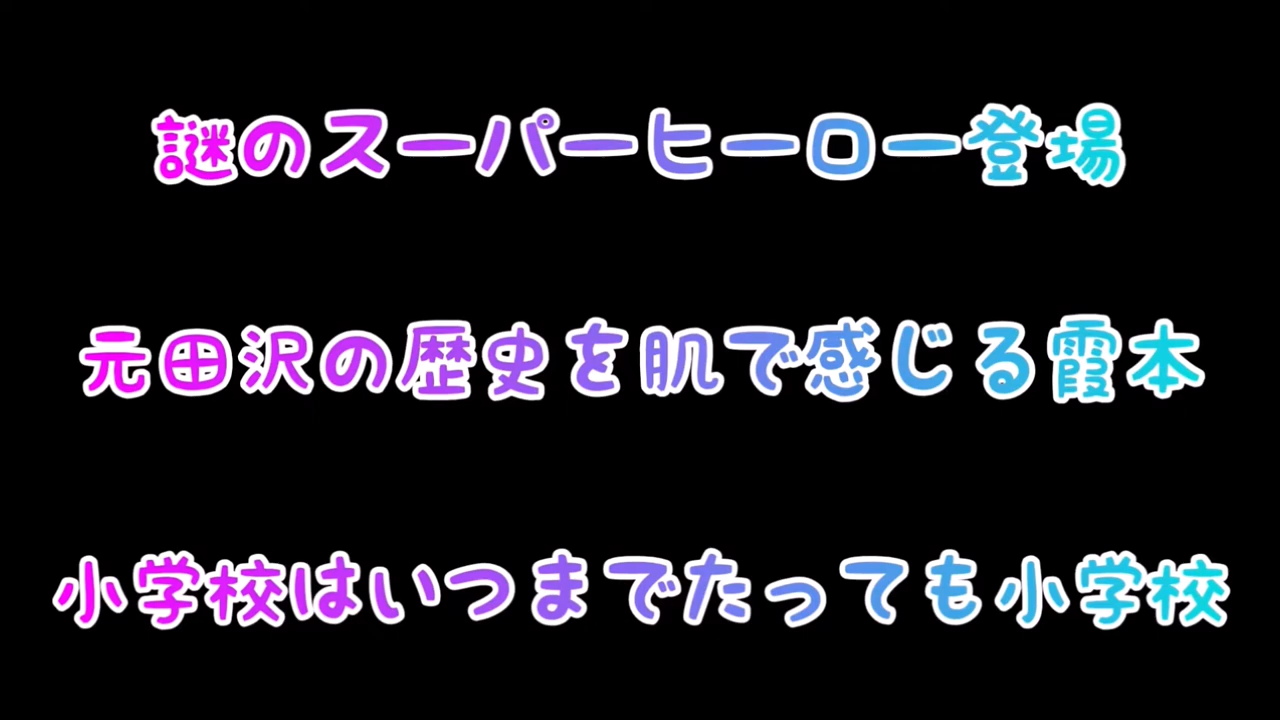 謎のスーパーヒーロー登場
元田沢の歴史を肌で感じる霞本
小学校はいつまでたっても小学校